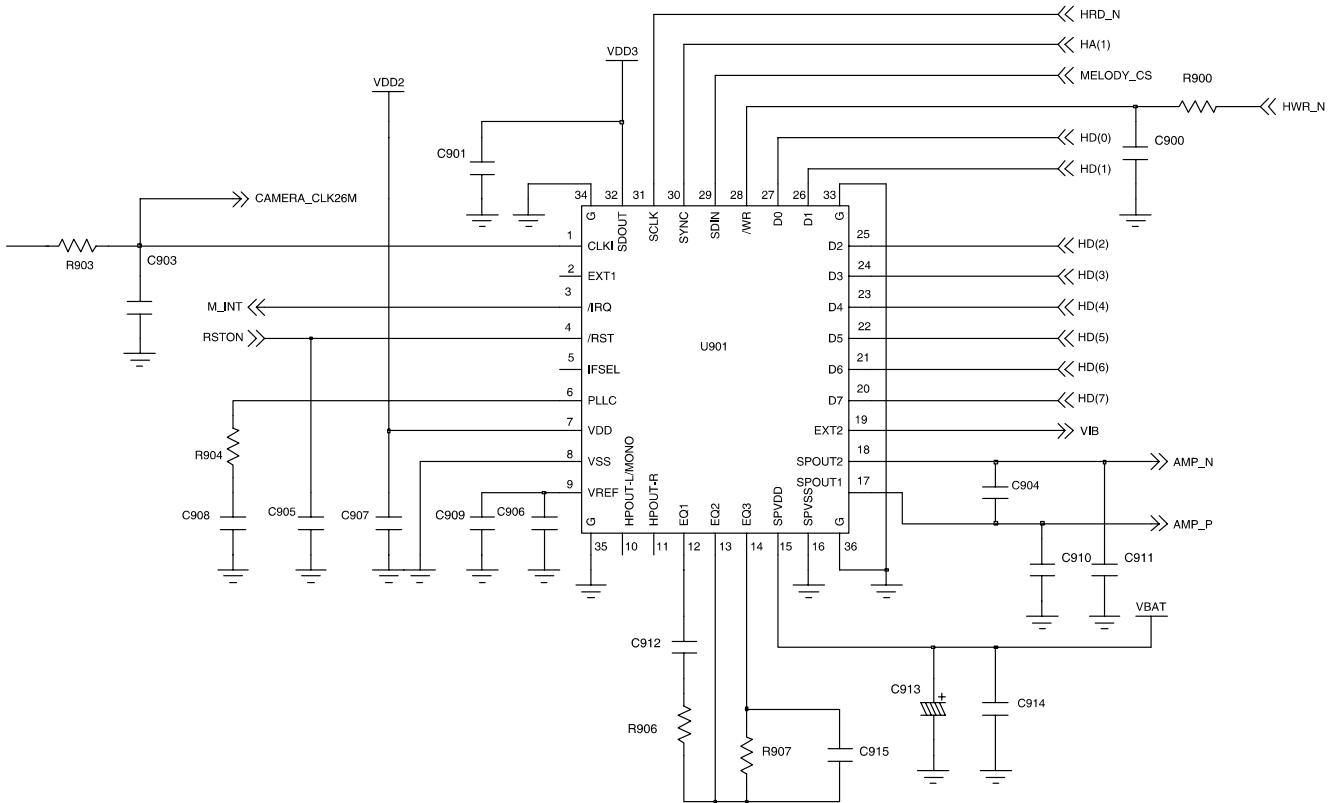 HRD_N
HA(1)
VDD3
MELODY_CS
R900
VDD2
HWR_N
HD(0)
C901
C900
HD(1)
34 32 31 30 29 28 27 26 33
CAMERA_CLK26M
G SDOUT SCLK SYNC SDIN /WR D0 D1 G
1 CLKI D2 25 HD(2)
R903 C903
2 EXT1 D3 24 HD(3)
M_INT 3 /IRQ D4 23 HD(4)
RSTON 4 /RST D5 22 HD(5)
U901
5 IFSEL D6 21 HD(6)
6 PLLC D7 20 HD(7)
7 VDD EXT2 19 VIB
R904
8 VSS SPOUT2 18 AMP_N
9 VREF SPOUT1 17
C904
C908 C905 C907 C909 C906
AMP_P
G HPOUT-L/MONO HPOUT-R EQ1 EQ2 EQ3 SPVDD SPVSS G
35 10 11 12 13 14 15 16 36
C910 C911
VBAT
C912
C913 + C914
R906
R907 C915